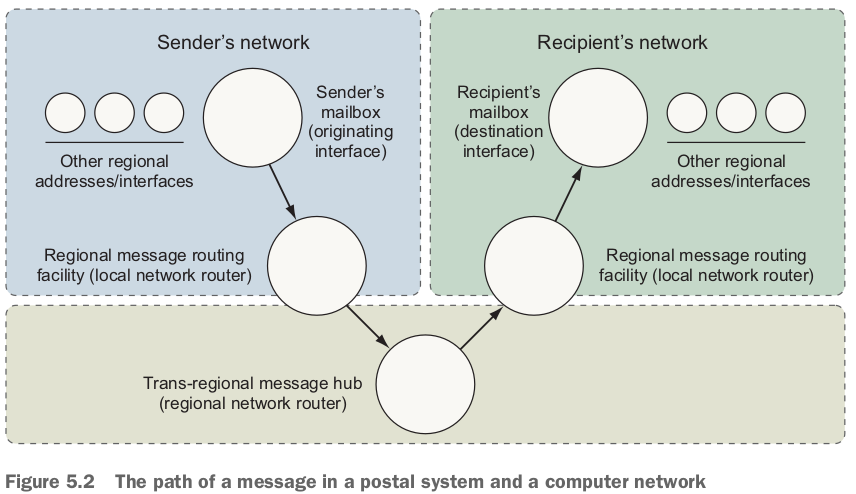 Sender’s network
Sender’s
mailbox
(originating
interface)
Other regional
addresses/interfaces
Regional message routing
facility (local network router)
Recipient’s network
Recipient’s
mailbox
(destination
interface)
Other regional
addresses/interfaces
Regional message routing
facility (local network router)
Trans-regional message hub
(regional network router)
Figure 5.2 The path of a message in a postal system and a computer network